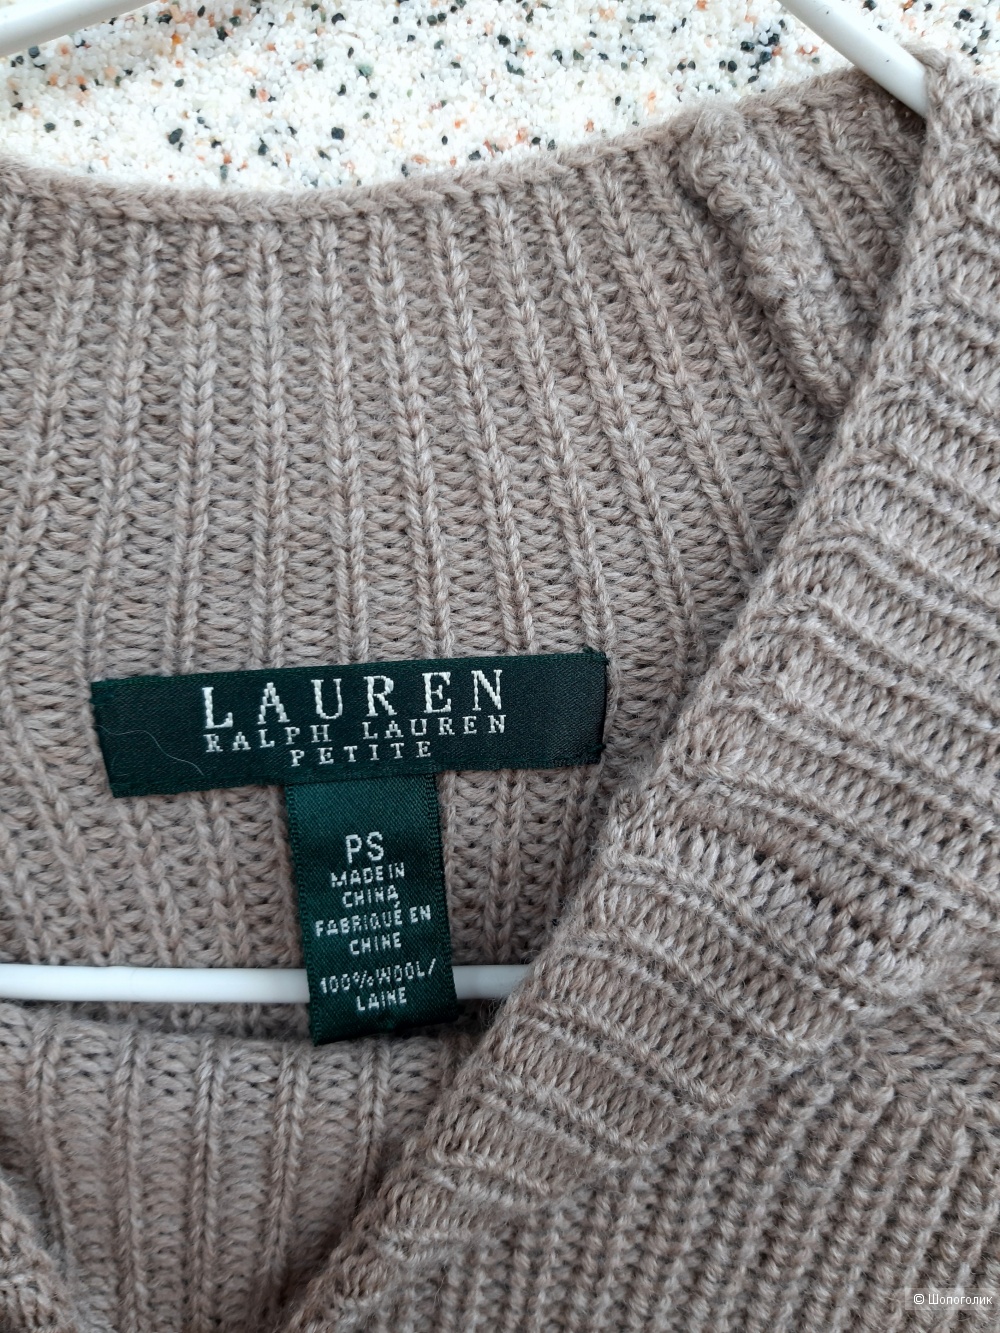 LAUREN
RALPH LAUREN
PETITE
PS
MADE IN
CHINA
FABRIQUÉ EN
CHINE
100% WOOL/
LAINE
© Шопоголик